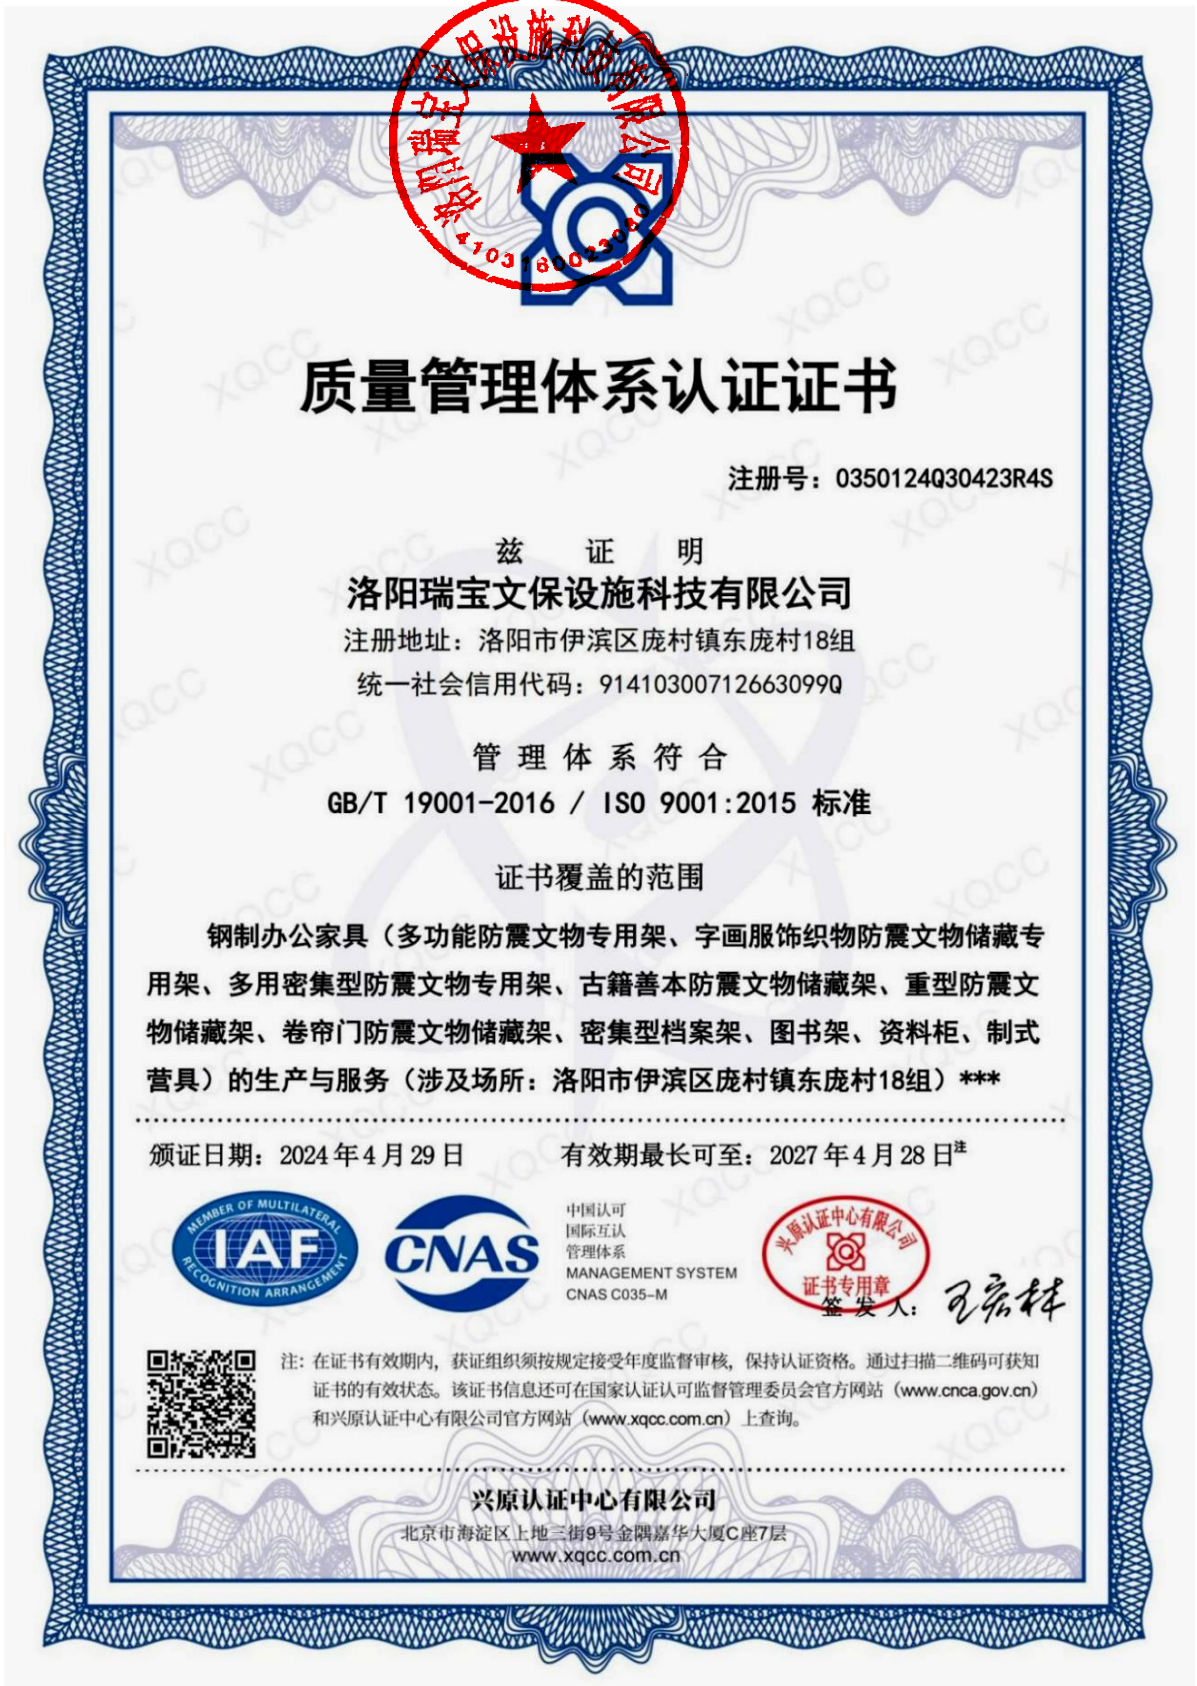 洛阳瑞宝文保设施科技有限公司
4103160023080
质量管理体系认证证书
注册号：0350124Q30423R4S
兹 证 明
洛阳瑞宝文保设施科技有限公司
注册地址：洛阳市伊滨区庞村镇东庞村18组
统一社会信用代码：91410300712663099Q
管 理 体 系 符 合
GB/T 19001-2016 / ISO 9001:2015 标准
证书覆盖的范围
钢制办公家具（多功能防震文物专用架、字画服饰织物防震文物储藏专
用架、多用密集型防震文物专用架、古籍善本防震文物储藏架、重型防震文
物储藏架、卷帘门防震文物储藏架、密集型档案架、图书架、资料柜、制式
营具）的生产与服务（涉及场所：洛阳市伊滨区庞村镇东庞村18组）***
颁证日期：2024年4月29日 有效期最长可至：2027年4月28日注
MEMBER OF MULTILATERAL
IAF
RECOGNITION ARRANGEMENT
CNAS
中国认可
国际互认
管理体系
MANAGEMENT SYSTEM
CNAS C035-M
兴原认证中心有限公司
证书专用章
签 发 人：王宏林
注：在证书有效期内，获证组织须按规定接受年度监督审核，保持认证资格。通过扫描二维码可获知
证书的有效状态。该证书信息还可在国家认证认可监督管理委员会官方网站（www.cnca.gov.cn）
和兴原认证中心有限公司官方网站（www.xqcc.com.cn）上查询。
兴原认证中心有限公司
北京市海淀区上地三街9号金隅嘉华大厦C座7层
www.xqcc.com.cn